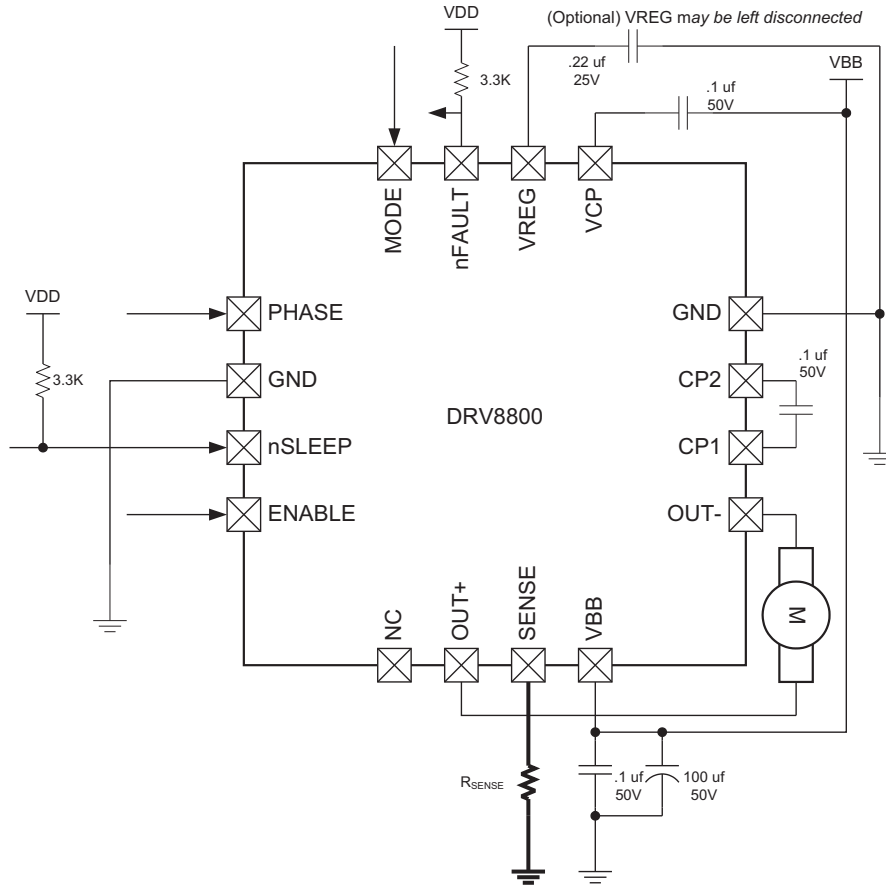 VDD
(Optional) VREG may be left disconnected
.22 uf
25V
3.3K
.1 uf
50V
VBB
MODE
nFAULT
VREG
VCP
VDD
3.3K
PHASE
GND
nSLEEP
ENABLE
DRV8800
GND
CP2
CP1
OUT-
.1 uf
50V
M
NC
OUT+
SENSE
VBB
RSENSE
.1 uf
50V
100 uf
50V